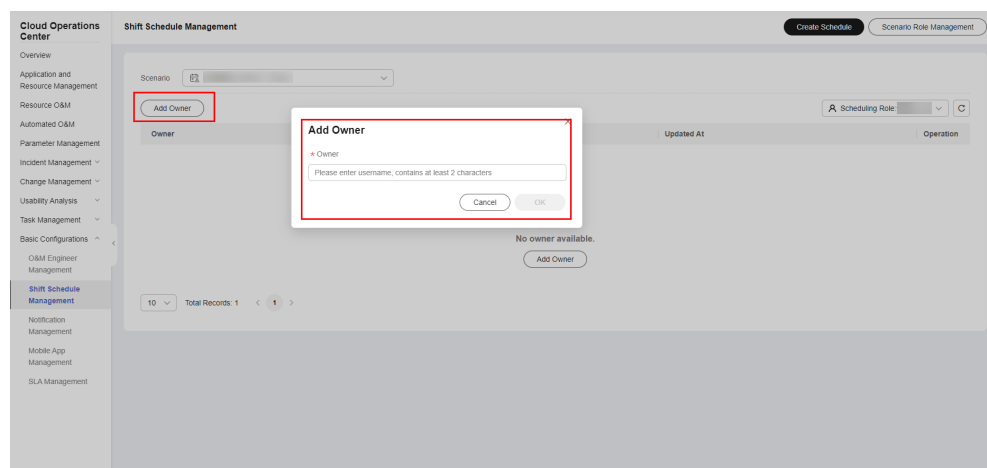 Cloud Operations
Center
Shift Schedule Management
Create Schedule
Scenario Role Management
Overview
Application and
Resource Management
Resource O&M
Automated O&M
Parameter Management
Incident Management
Change Management
Usability Analysis
Task Management
Basic Configurations
O&M Engineer
Management
Shift Schedule
Management
Notification
Management
Mobile App
Management
SLA Management
Scenario
Add Owner
Scheduling Role:
Owner
Updated At
Operation
Add Owner
* Owner
Please enter username, contains at least 2 characters
Cancel
OK
No owner available.
Add Owner
10
Total Records: 1
1